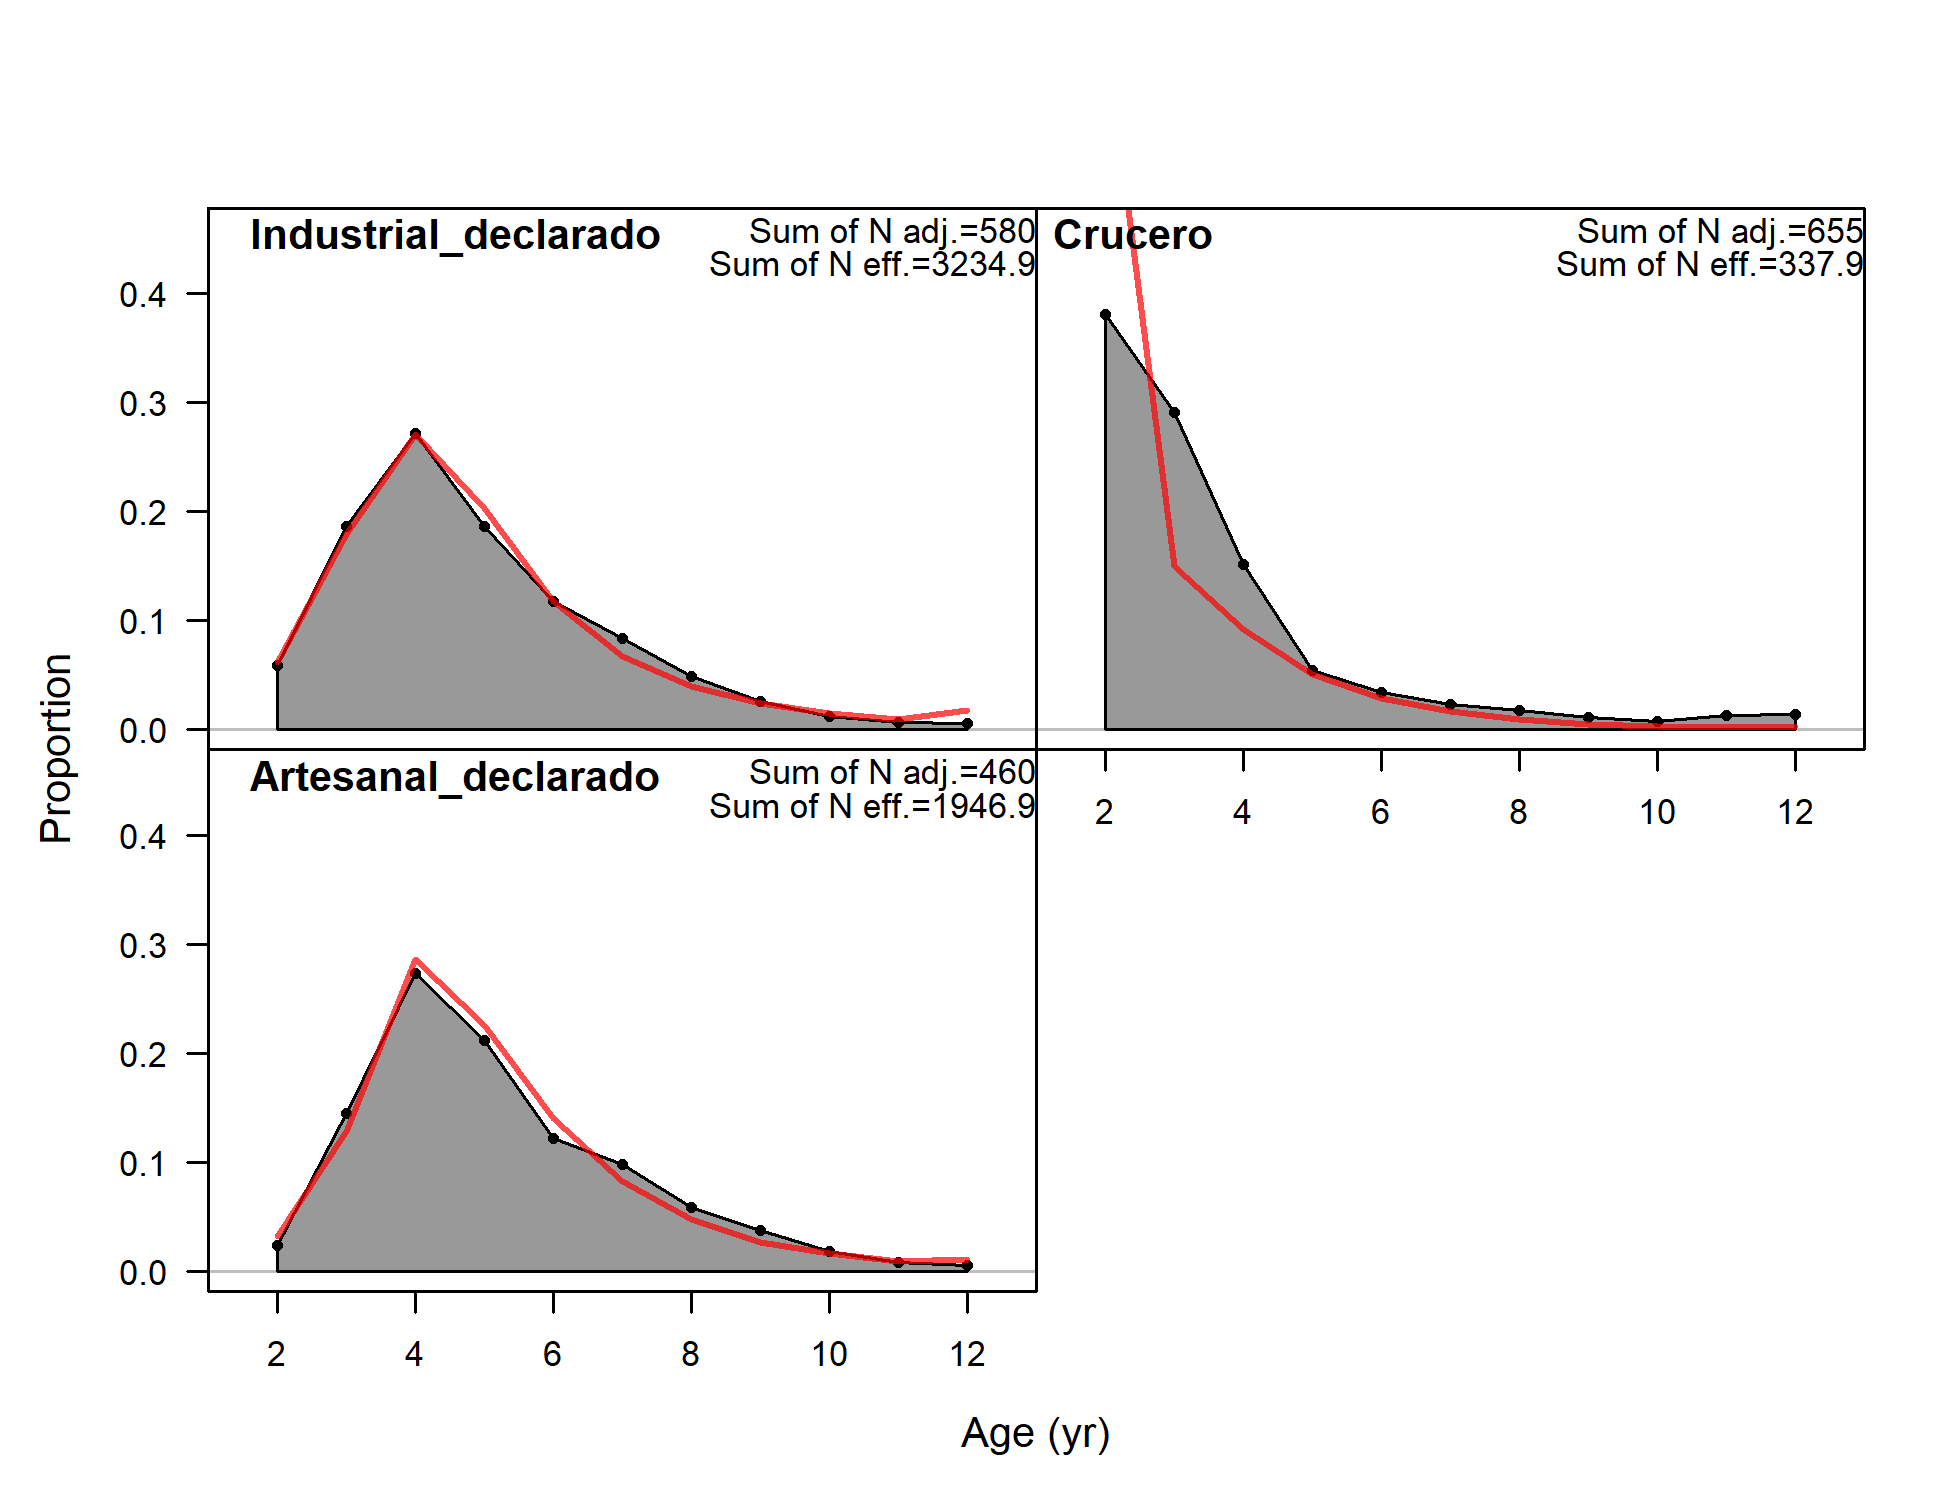 Industrial_declarado
Sum of N adj.=580
Sum of N eff.=3234.9
0.4
0.3
0.2
0.1
0.0
Crucero
Sum of N adj.=655
Sum of N eff.=337.9
2 4 6 8 10 12
Artesanal_declarado
Sum of N adj.=460
Sum of N eff.=1946.9
0.4
0.3
0.2
0.1
0.0
2 4 6 8 10 12
Proportion
Age (yr)